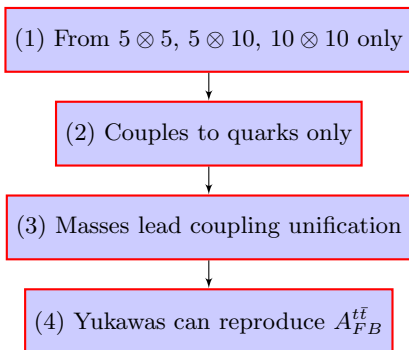 (1) From 5 ⊗ 5, 5 ⊗ 10, 10 ⊗ 10 only
(2) Couples to quarks only
(3) Masses lead coupling unification
(4) Yukawas can reproduce $A_{FB}^{t\bar{t}}$